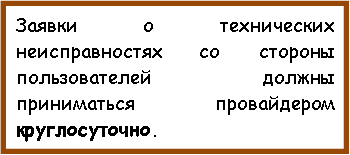 Заявки о технических
неисправностях со стороны
пользователей должны
приниматься провайдером
круглосуточно.